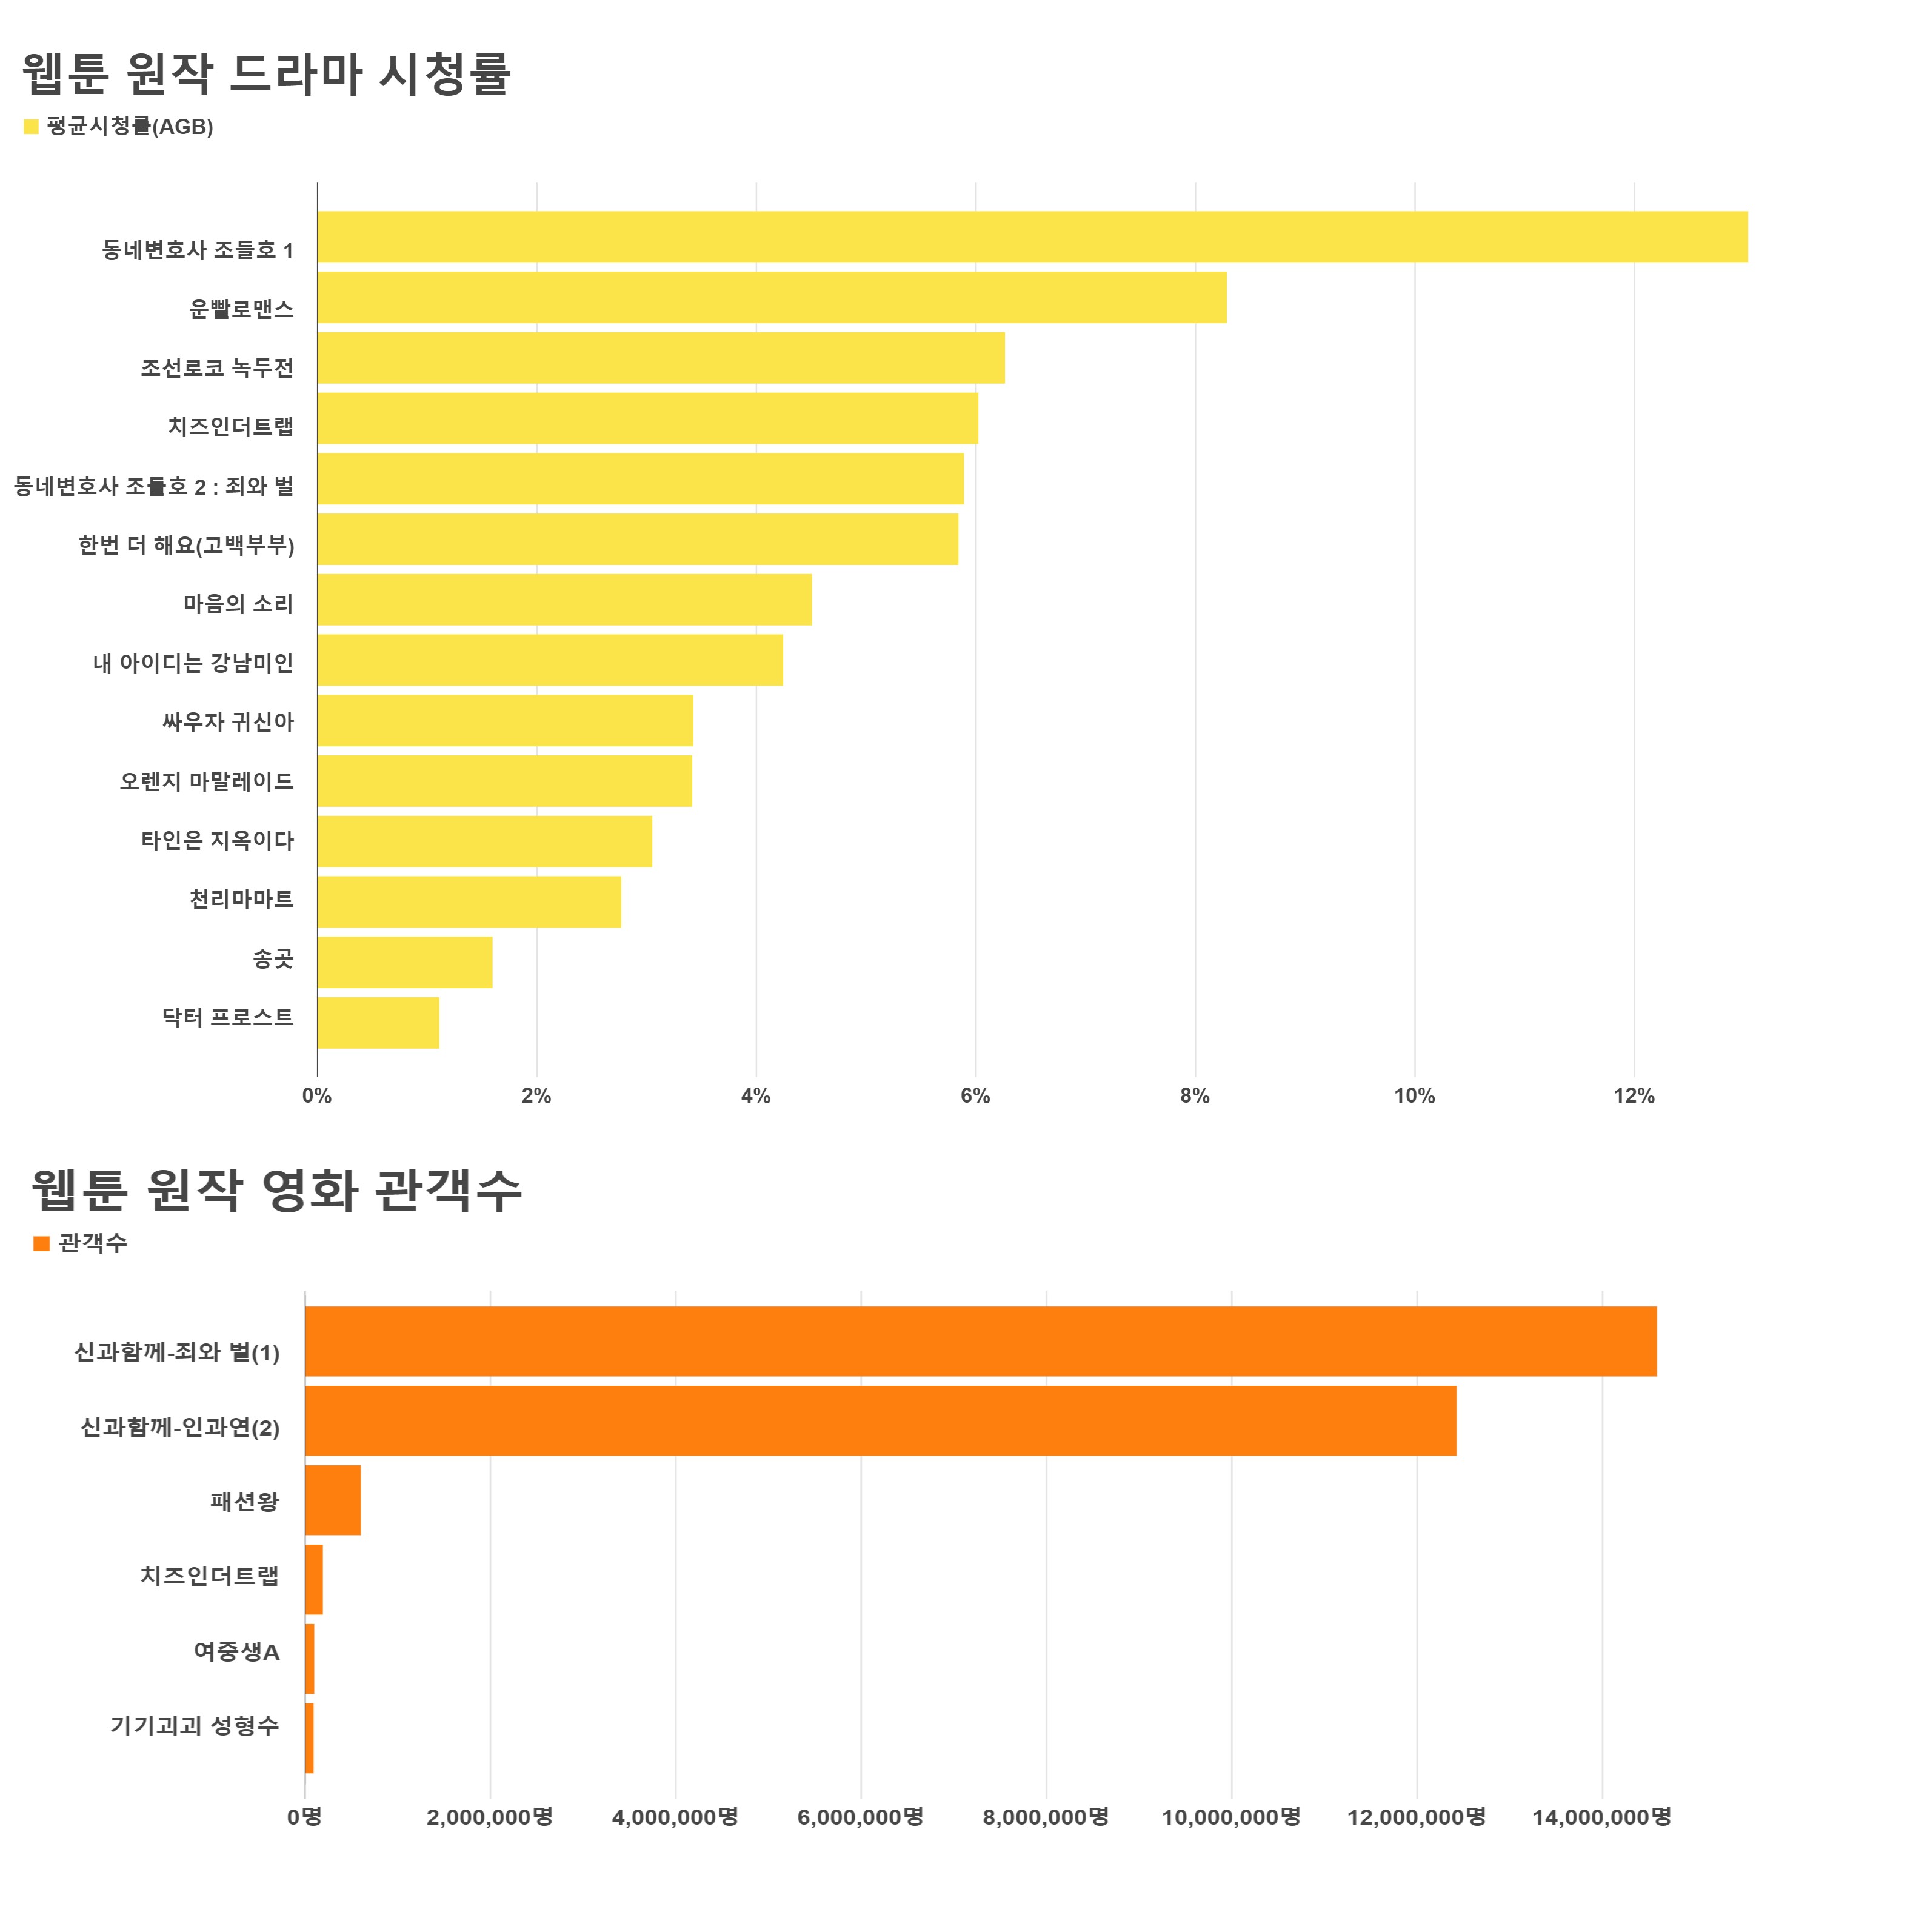 웹툰 원작 드라마 시청률
평균시청률(AGB)
동네변호사 조들호 1
운빨로맨스
조선로코 녹두전
치즈인더트랩
동네변호사 조들호 2 : 죄와 벌
한번 더 해요(고백부부)
마음의 소리
내 아이디는 강남미인
싸우자 귀신아
오렌지 마말레이드
타인은 지옥이다
천리마마트
송곳
닥터 프로스트
0% 2% 4% 6% 8% 10% 12%
웹툰 원작 영화 관객수
관객수
신과함께-죄와 벌(1)
신과함께-인과연(2)
패션왕
치즈인더트랩
여중생A
기기괴괴 성형수
0명 2,000,000명 4,000,000명 6,000,000명 8,000,000명 10,000,000명 12,000,000명 14,000,000명